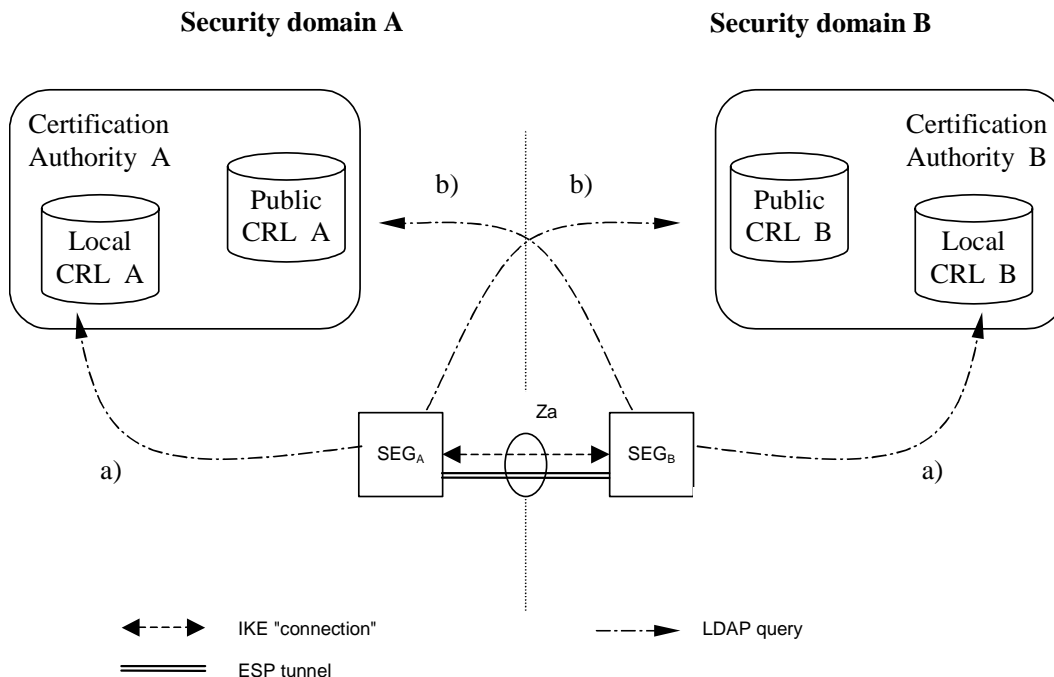 Security domain A
Security domain B
Certification
Authority A
Public
CRL A
Local
CRL A
Certification
Authority B
Public
CRL B
Local
CRL B
b)
b)
Za
SEGA
SEGB
a)
a)
IKE "connection"
LDAP query
ESP tunnel